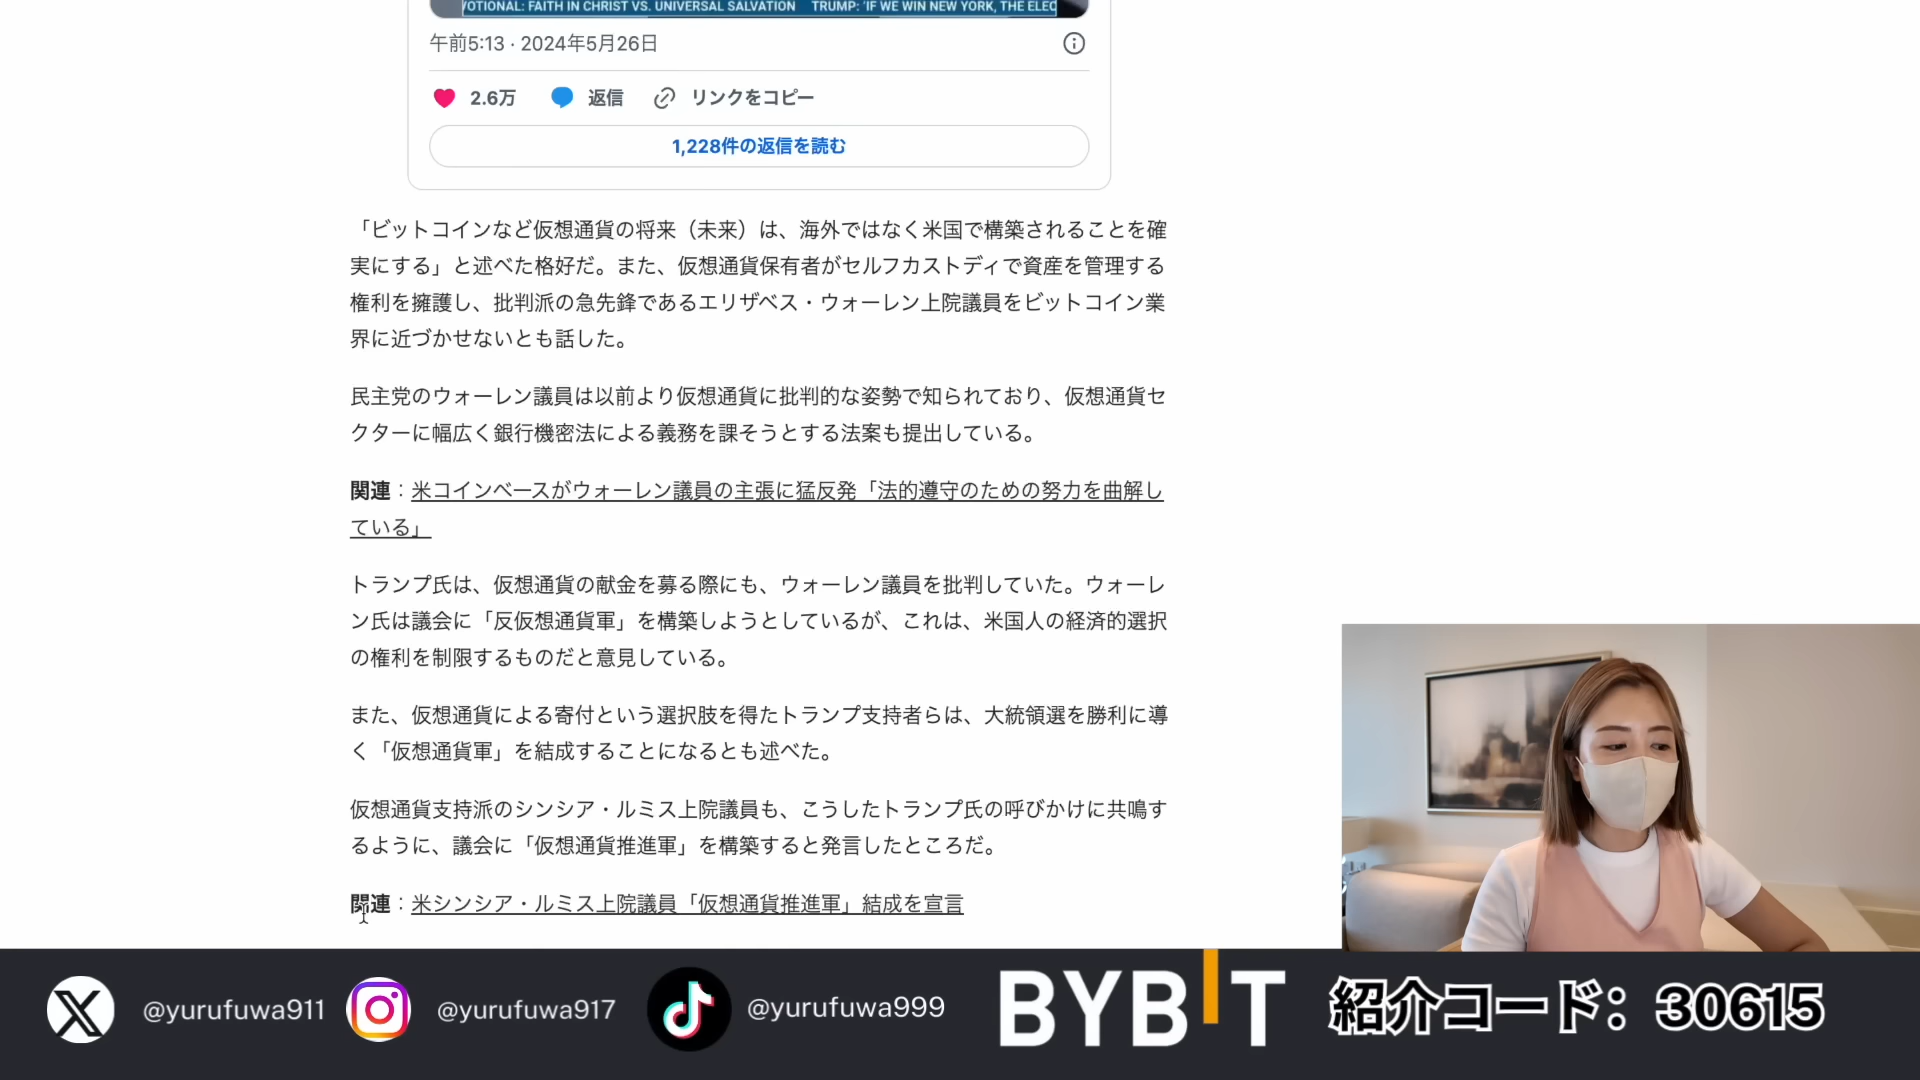 /OTIONAL: FAITH IN CHRIST VS. UNIVERSAL SALVATION TRUMP: 'IF WE WIN NEW YORK, THE ELEC
午前5:13 · 2024年5月26日
2.6万 返信 リンクをコピー
1,228件の返信を読む
「ビットコインなど仮想通貨の将来（未来）は、海外ではなく米国で構築されることを確
実にする」と述べた格好だ。また、仮想通貨保有者がセルフカストディで資産を管理する
権利を擁護し、批判派の急先鋒であるエリザベス・ウォーレン上院議員をビットコイン業
界に近づかせないとも話した。
民主党のウォーレン議員は以前より仮想通貨に批判的な姿勢で知られており、仮想通貨セ
クターに幅広く銀行機密法による義務を課そうとする法案も提出している。
関連：米コインベースがウォーレン議員の主張に猛反発「法的遵守のための努力を曲解し
ている」
トランプ氏は、仮想通貨の献金を募る際にも、ウォーレン議員を批判していた。ウォーレ
ン氏は議会に「反仮想通貨軍」を構築しようとしているが、これは、米国人の経済的選択
の権利を制限するものだと意見している。
また、仮想通貨による寄付という選択肢を得たトランプ支持者らは、大統領選を勝利に導
く「仮想通貨軍」を結成することになるとも述べた。
仮想通貨支持派のシンシア・ルミス上院議員も、こうしたトランプ氏の呼びかけに共鳴す
るように、議会に「仮想通貨推進軍」を構築すると発言したところだ。
関連：米シンシア・ルミス上院議員「仮想通貨推進軍」結成を宣言
@yurufuwa911 @yurufuwa917 @yurufuwa999 BYBIT 紹介コード：30615